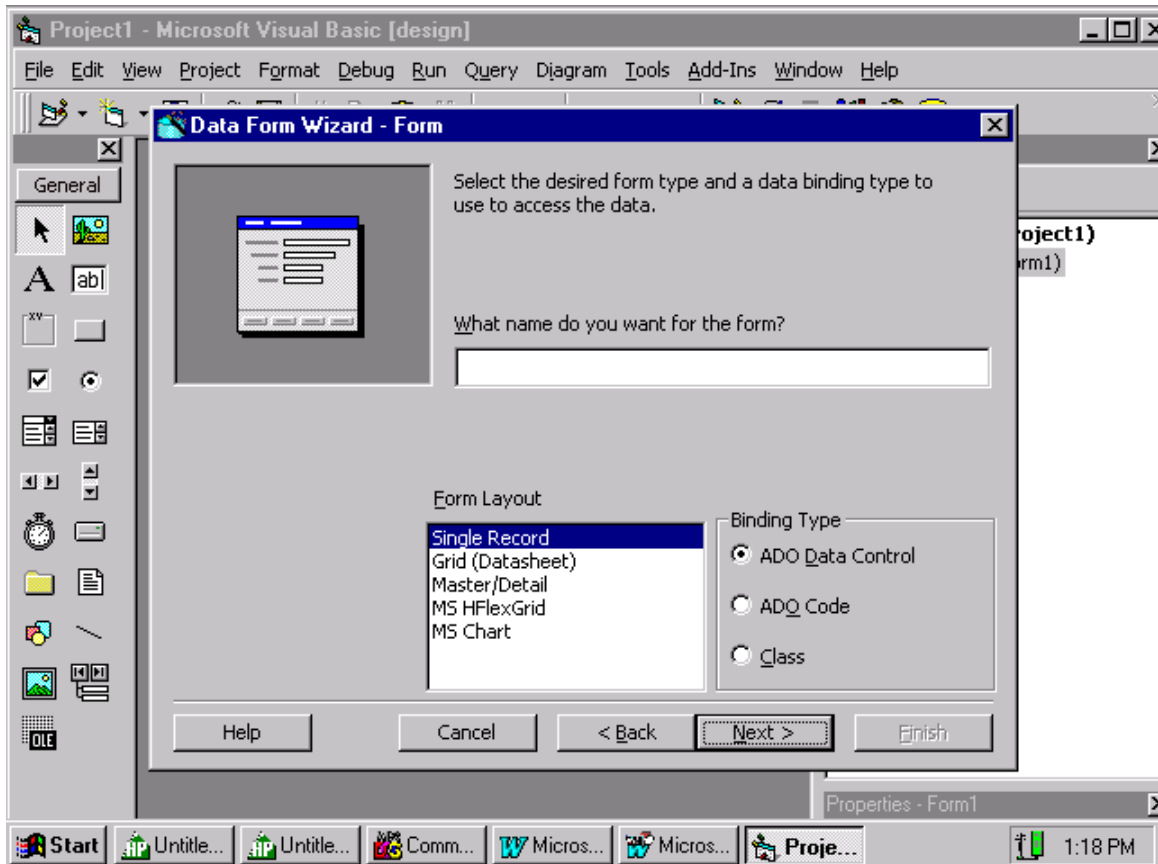 Project1 - Microsoft Visual Basic [design]
File Edit View Project Format Debug Run Query Diagram Tools Add-Ins Window Help
Data Form Wizard - Form
General
Select the desired form type and a data binding type to
use to access the data.
roject1)
rm1)
A
ab
XY
What name do you want for the form?
Form Layout
Binding Type
Single Record
Grid (Datasheet)
Master/Detail
MS HFlexGrid
MS Chart
ADO Data Control
ADO Code
Class
OLE
Help Cancel < Back Next > Finish
Properties - Form1
Start Untitle... Untitle... Comm... Micros... Micros... Proje... 1:18 PM